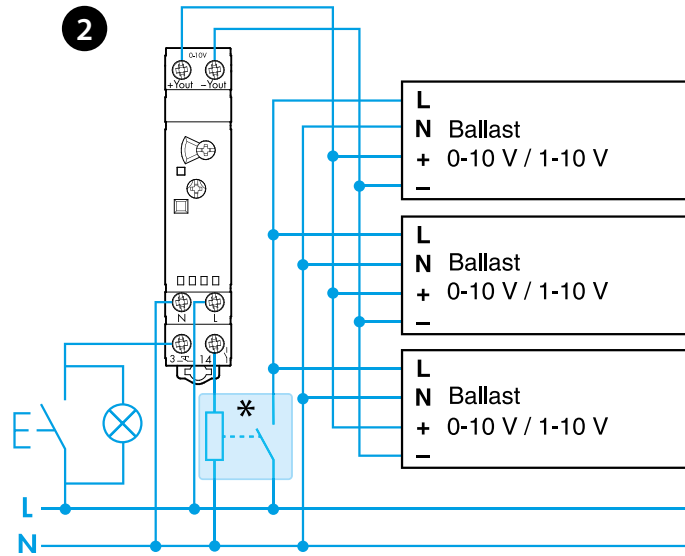 2
0-10V
+Yout –Yout
N L
3 14
*
L
N Ballast
+ 0-10 V / 1-10 V
–
L
N Ballast
+ 0-10 V / 1-10 V
–
L
N Ballast
+ 0-10 V / 1-10 V
–
L
N